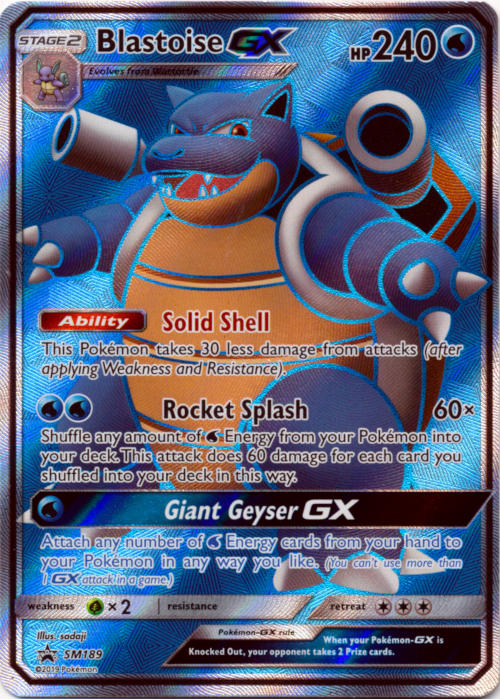 STAGE 2 Blastoise GX HP 240
Evolves from Wartortle
Ability Solid Shell
This Pokémon takes 30 less damage from attacks (after
applying Weakness and Resistance).
Rocket Splash 60×
Shuffle any amount of Energy from your Pokémon into
your deck. This attack does 60 damage for each card you
shuffled into your deck in this way.
Giant Geyser GX
Attach any number of Energy cards from your hand to
your Pokémon in any way you like. (You can't use more than
1 GX attack in a game.)
weakness × 2 resistance retreat
Illus. sadaji
SM189
©2019 Pokémon
Pokémon-GX rule
When your Pokémon-GX is
Knocked Out, your opponent takes 2 Prize cards.